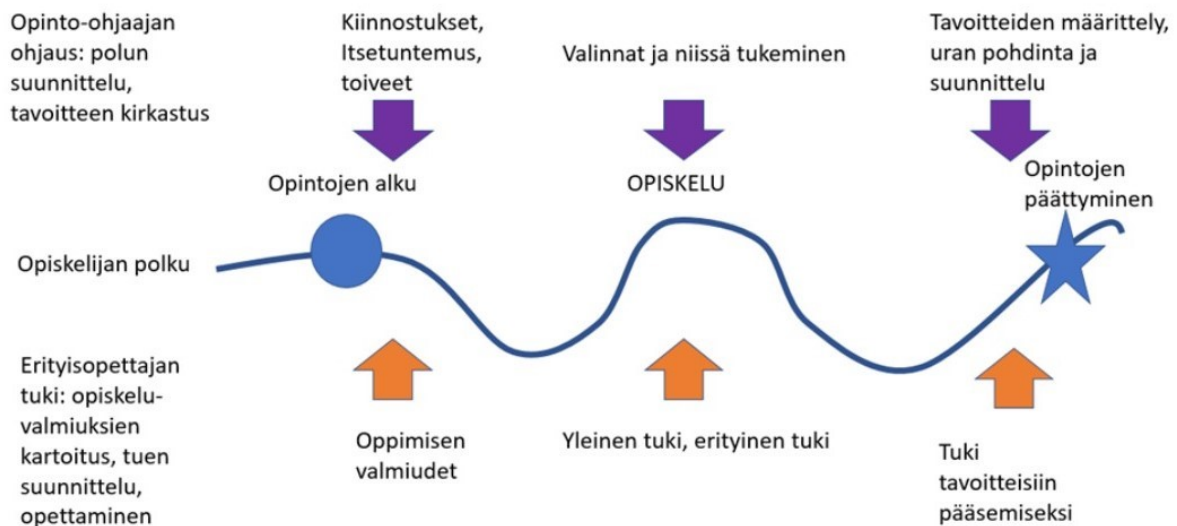 Opinto-ohjaajan
ohjaus: polun
suunnittelu,
tavoitteen kirkastus
Kiinnostukset,
Itsetuntemus,
toiveet
Valinnat ja niissä tukeminen
Tavoitteiden määrittely,
uran pohdinta ja
suunnittelu
Opintojen alku
OPISKELU
Opintojen
päättyminen
Opiskelijan polku
Erityisopettajan
tuki: opiskelu-
valmiuksien
kartoitus, tuen
suunnittelu,
opettaminen
Oppimisen
valmiudet
Yleinen tuki, erityinen tuki
Tuki
tavoitteisiin
pääsemiseksi